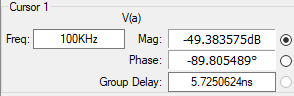 Cursor 1
V(a)
Freq: 100KHz Mag: -49.383575dB
Phase: -89.805489°
Group Delay: 5.7250624ns